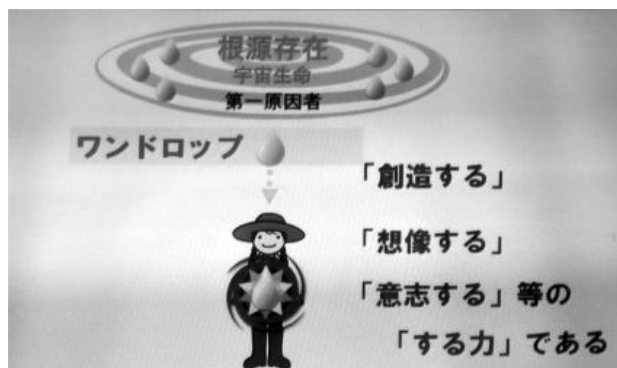 根源存在
宇宙生命
第一原因者
ワンドロップ
「創造する」
「想像する」
「意志する」等の
「する力」である